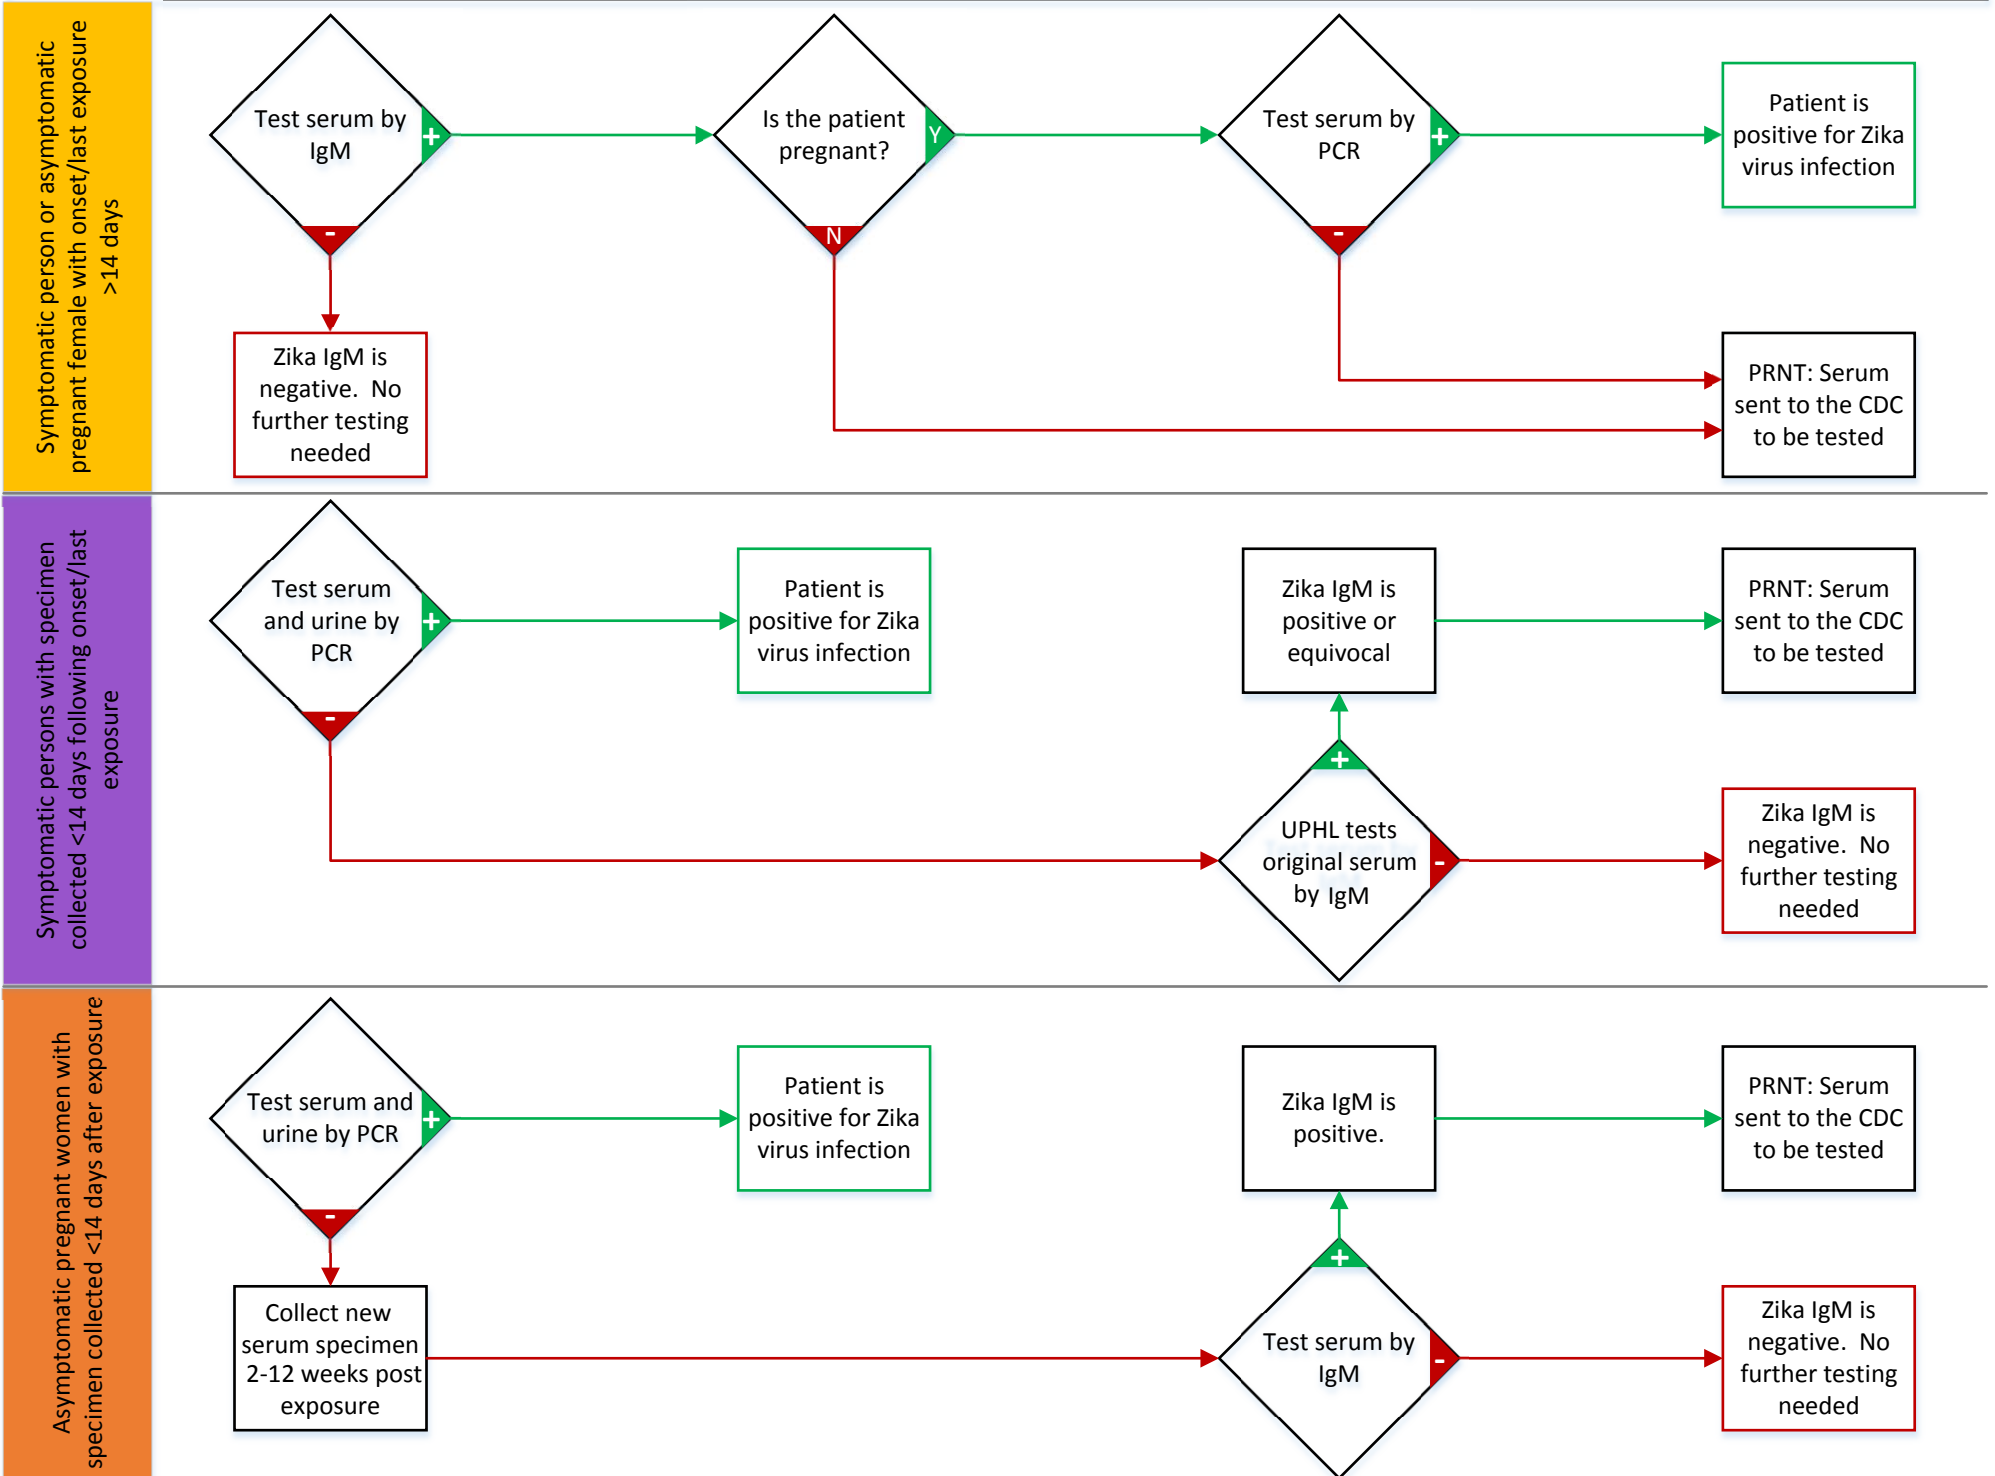 Symptomatic person or asymptomatic
pregnant female with onset/last exposure
>14 days
Test serum by
IgM
+
-
Is the patient
pregnant?
Y
N
Test serum by
PCR
+
-
Patient is
positive for Zika
virus infection
Zika IgM is
negative.  No
further testing
needed
PRNT: Serum
sent to the CDC
to be tested
Symptomatic persons with specimen
collected <14 days following onset/last
exposure
Test serum
and urine by
PCR
+
-
Patient is
positive for Zika
virus infection
Zika IgM is
positive or
equivocal
PRNT: Serum
sent to the CDC
to be tested
+
UPHL tests
original serum
by IgM
-
Zika IgM is
negative.  No
further testing
needed
Asymptomatic pregnant women with
specimen collected <14 days after exposure
Test serum and
urine by PCR
+
-
Patient is
positive for Zika
virus infection
Zika IgM is
positive.
PRNT: Serum
sent to the CDC
to be tested
Collect new
serum specimen
2-12 weeks post
exposure
+
Test serum by
IgM
-
Zika IgM is
negative.  No
further testing
needed